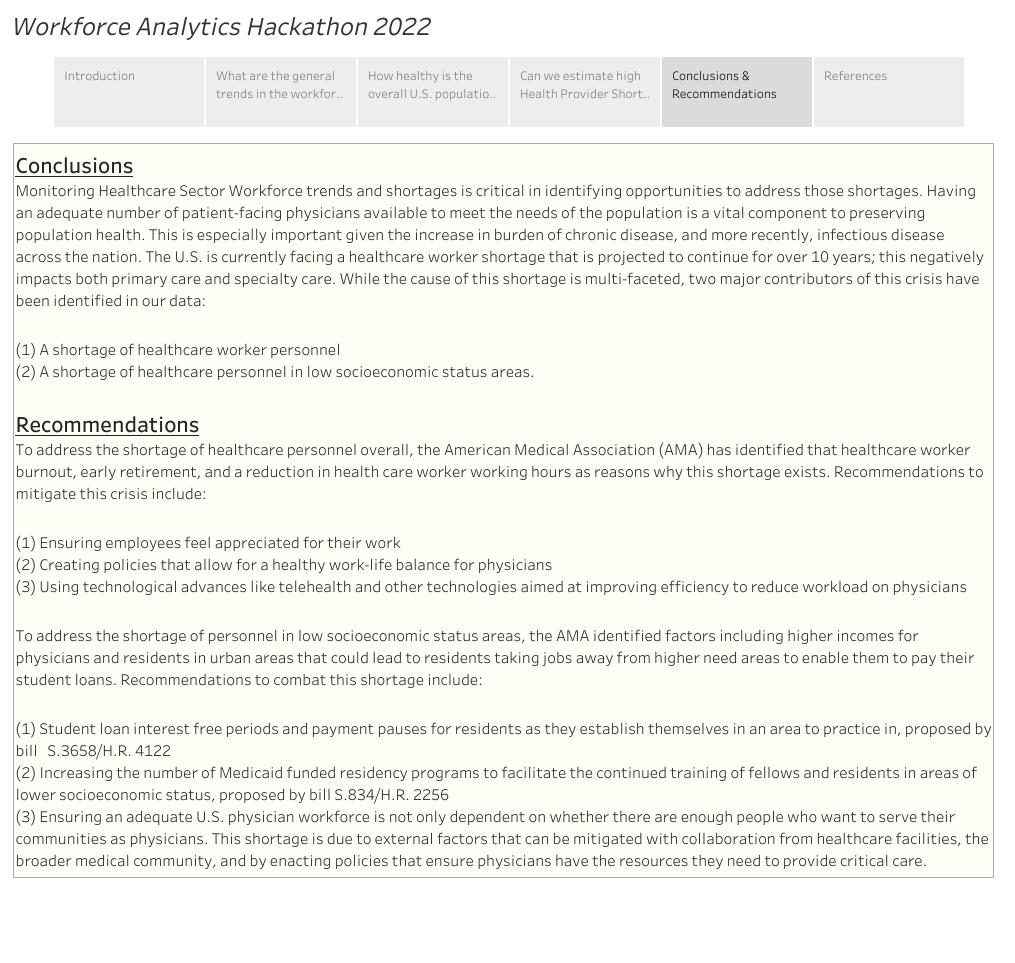 Workforce Analytics Hackathon 2022
Introduction
What are the general
trends in the workfor..
How healthy is the
overall U.S. populatio..
Can we estimate high
Health Provider Short..
Conclusions &
Recommendations
References
Conclusions
Monitoring Healthcare Sector Workforce trends and shortages is critical in identifying opportunities to address those shortages. Having
an adequate number of patient-facing physicians available to meet the needs of the population is a vital component to preserving
population health. This is especially important given the increase in burden of chronic disease, and more recently, infectious disease
across the nation. The U.S. is currently facing a healthcare worker shortage that is projected to continue for over 10 years; this negatively
impacts both primary care and specialty care. While the cause of this shortage is multi-faceted, two major contributors of this crisis have
been identified in our data:
(1) A shortage of healthcare worker personnel
(2) A shortage of healthcare personnel in low socioeconomic status areas.
Recommendations
To address the shortage of healthcare personnel overall, the American Medical Association (AMA) has identified that healthcare worker
burnout, early retirement, and a reduction in health care worker working hours as reasons why this shortage exists. Recommendations to
mitigate this crisis include:
(1) Ensuring employees feel appreciated for their work
(2) Creating policies that allow for a healthy work-life balance for physicians
(3) Using technological advances like telehealth and other technologies aimed at improving efficiency to reduce workload on physicians
To address the shortage of personnel in low socioeconomic status areas, the AMA identified factors including higher incomes for
physicians and residents in urban areas that could lead to residents taking jobs away from higher need areas to enable them to pay their
student loans. Recommendations to combat this shortage include:
(1) Student loan interest free periods and payment pauses for residents as they establish themselves in an area to practice in, proposed by
bill S.3658/H.R. 4122
(2) Increasing the number of Medicaid funded residency programs to facilitate the continued training of fellows and residents in areas of
lower socioeconomic status, proposed by bill S.834/H.R. 2256
(3) Ensuring an adequate U.S. physician workforce is not only dependent on whether there are enough people who want to serve their
communities as physicians. This shortage is due to external factors that can be mitigated with collaboration from healthcare facilities, the
broader medical community, and by enacting policies that ensure physicians have the resources they need to provide critical care.